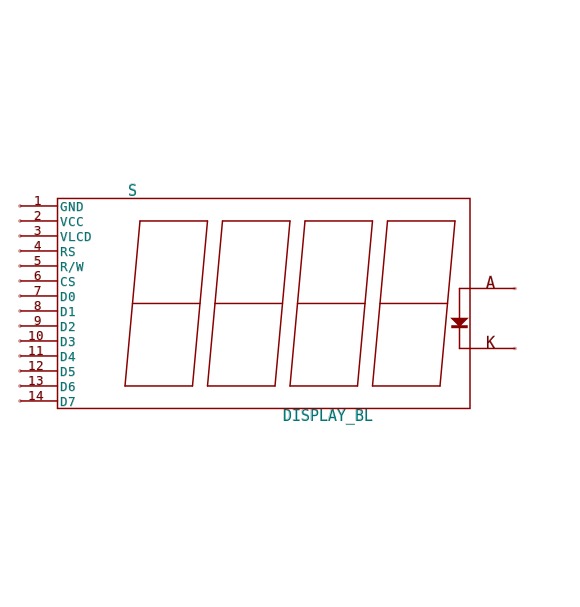 S
1 GND
2 VCC
3 VLCD
4 RS
5 R/W
6 CS
7 D0
8 D1
9 D2
10 D3
11 D4
12 D5
13 D6
14 D7
A
K
DISPLAY_BL